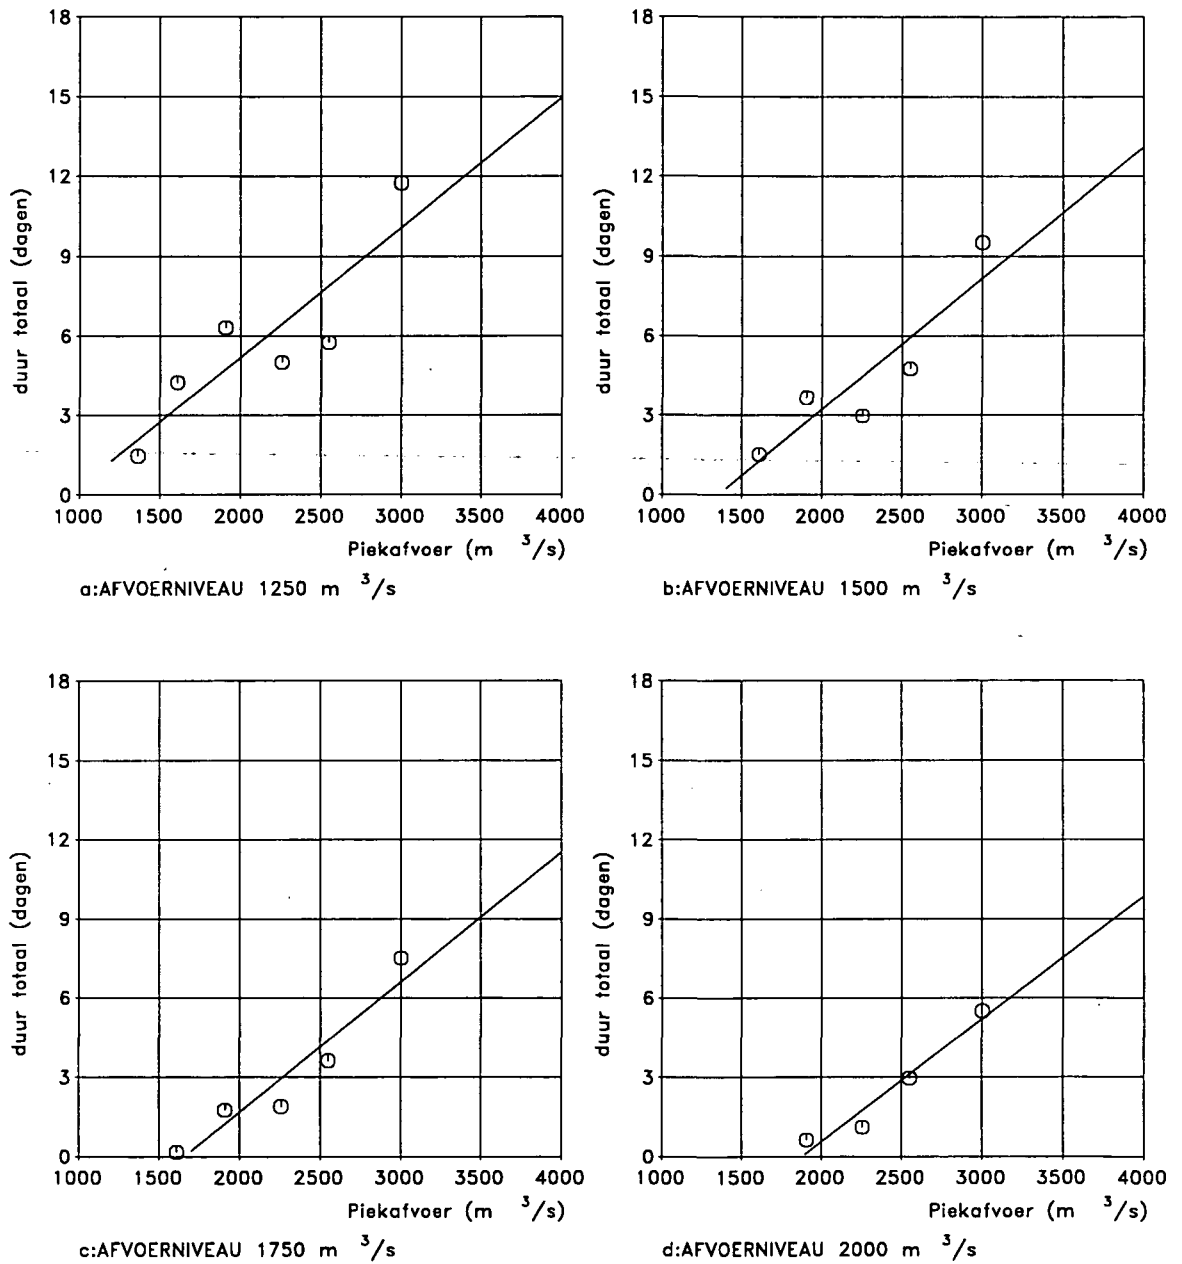 18
15
12
9
6
3
0
duur totaal (dagen)
1000 1500 2000 2500 3000 3500 4000
Piekafvoer (m ³/s)
a:AFVOERNIVEAU 1250 m ³/s
18
15
12
9
6
3
0
duur totaal (dagen)
1000 1500 2000 2500 3000 3500 4000
Piekafvoer (m ³/s)
b:AFVOERNIVEAU 1500 m ³/s
18
15
12
9
6
3
0
duur totaal (dagen)
1000 1500 2000 2500 3000 3500 4000
Piekafvoer (m ³/s)
c:AFVOERNIVEAU 1750 m ³/s
18
15
12
9
6
3
0
duur totaal (dagen)
1000 1500 2000 2500 3000 3500 4000
Piekafvoer (m ³/s)
d:AFVOERNIVEAU 2000 m ³/s